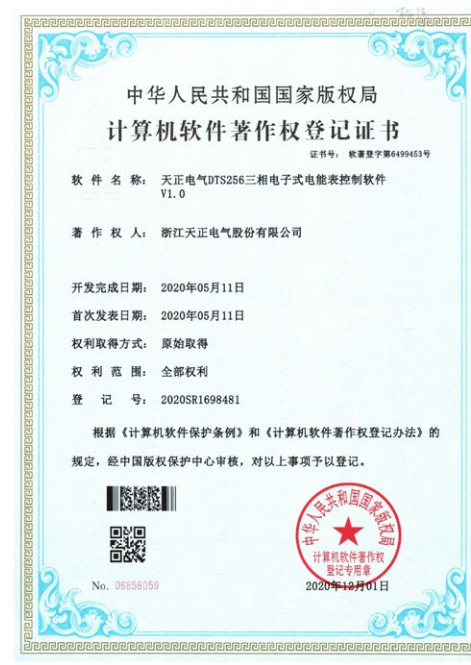 中华人民共和国国家版权局
计算机软件著作权登记证书
证书号： 软著登字第6499453号
软 件 名 称： 天正电气DTS256三相电子式电能表控制软件
V1.0
著 作 权 人： 浙江天正电气股份有限公司
开发完成日期： 2020年05月11日
首次发表日期： 2020年05月11日
权利取得方式： 原始取得
权 利 范 围： 全部权利
登 记 号： 2020SR1698481
根据《计算机软件保护条例》和《计算机软件著作权登记办法》的
规定，经中国版权保护中心审核，对以上事项予以登记。
中华人民共和国国家版权局
计算机软件著作权
登记专用章
No. 06858059
2020年12月01日